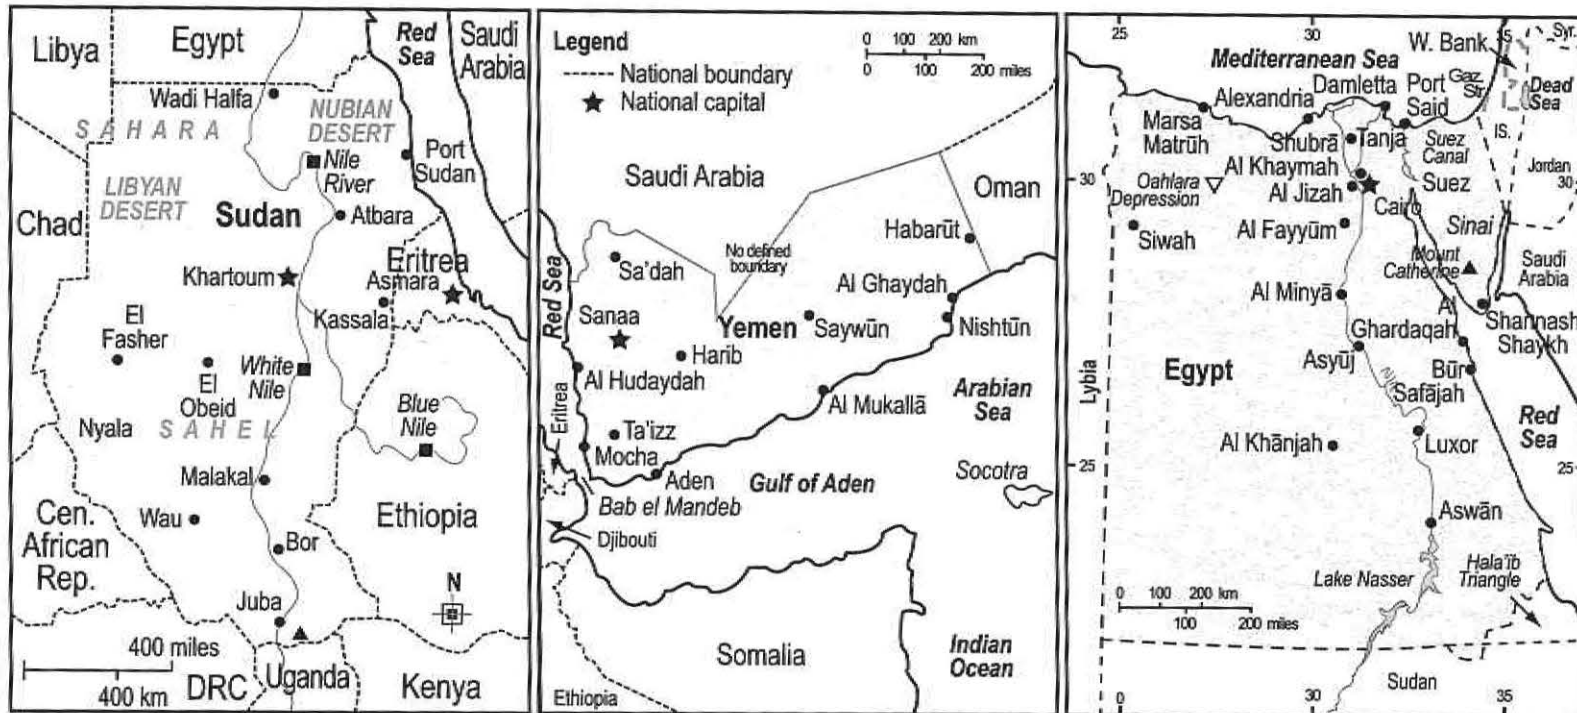 Libya
Egypt
Red
Sea
Saudi
Arabia
Wadi Halfa
SAHARA
NUBIAN
DESERT
Nile
River
Port
Sudan
LIBYAN
DESERT
Sudan
Chad
Atbara
Khartoum
Eritrea
Asmara
Kassala
El
Fasher
El
Obeid
White
Nile
Blue
Nile
Nyala
SAHEL
Malakal
Cen.
African
Rep.
Wau
Ethiopia
Bor
Juba
N
400 miles
400 km
DRC
Uganda
Kenya
Legend
National boundary
National capital
0 100 200 km
0 100 200 miles
Saudi Arabia
Oman
Habarūt
No defined
boundary
Sa'dah
Red Sea
Sanaa
Al Ghaydah
Yemen
Saywūn
Nishtūn
Harib
Al Hudaydah
Al Mukallā
Arabian
Sea
Eritrea
Ta'izz
Mocha
Aden
Gulf of Aden
Socotra
Bab el Mandeb
Djibouti
Somalia
Indian
Ocean
Ethiopia
25
30
35
Syr.
W. Bank
Mediterranean Sea
Damletta
Port
Said
Gaz.
Str.
Dead
Sea
Alexandria
Marsa
Matrūh
Shubrā
Tanja
Suez
Canal
IS.
Jordan
Al Khaymah
30
30
Oahlara
Depression
Al Jizah
Suez
Cairo
Siwah
Al Fayyūm
Sinai
Mount
Catherine
Saudi
Arabia
Al Minyā
Al
Ghardaqah
Shannash
Shaykh
Asyūj
Egypt
Būr
Safājah
Lybia
Red
Sea
Al Khānjah
Luxor
25
25
Aswān
Lake Nasser
Hala'ib
Triangle
0 100 200 km
0 100 200 miles
Sudan
0
30
35